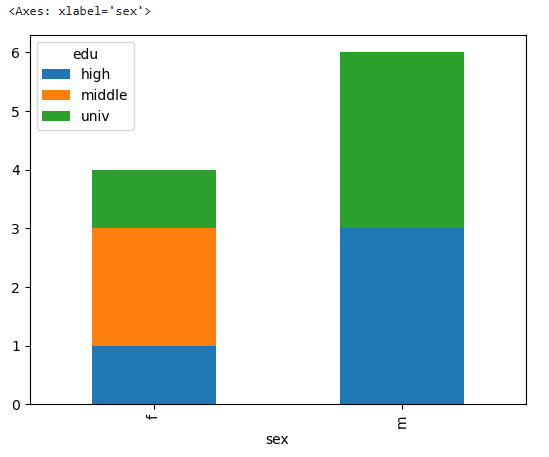 <Axes: xlabel='sex'>
6
5
4
3
2
1
0
edu
high
middle
univ
f
m
sex